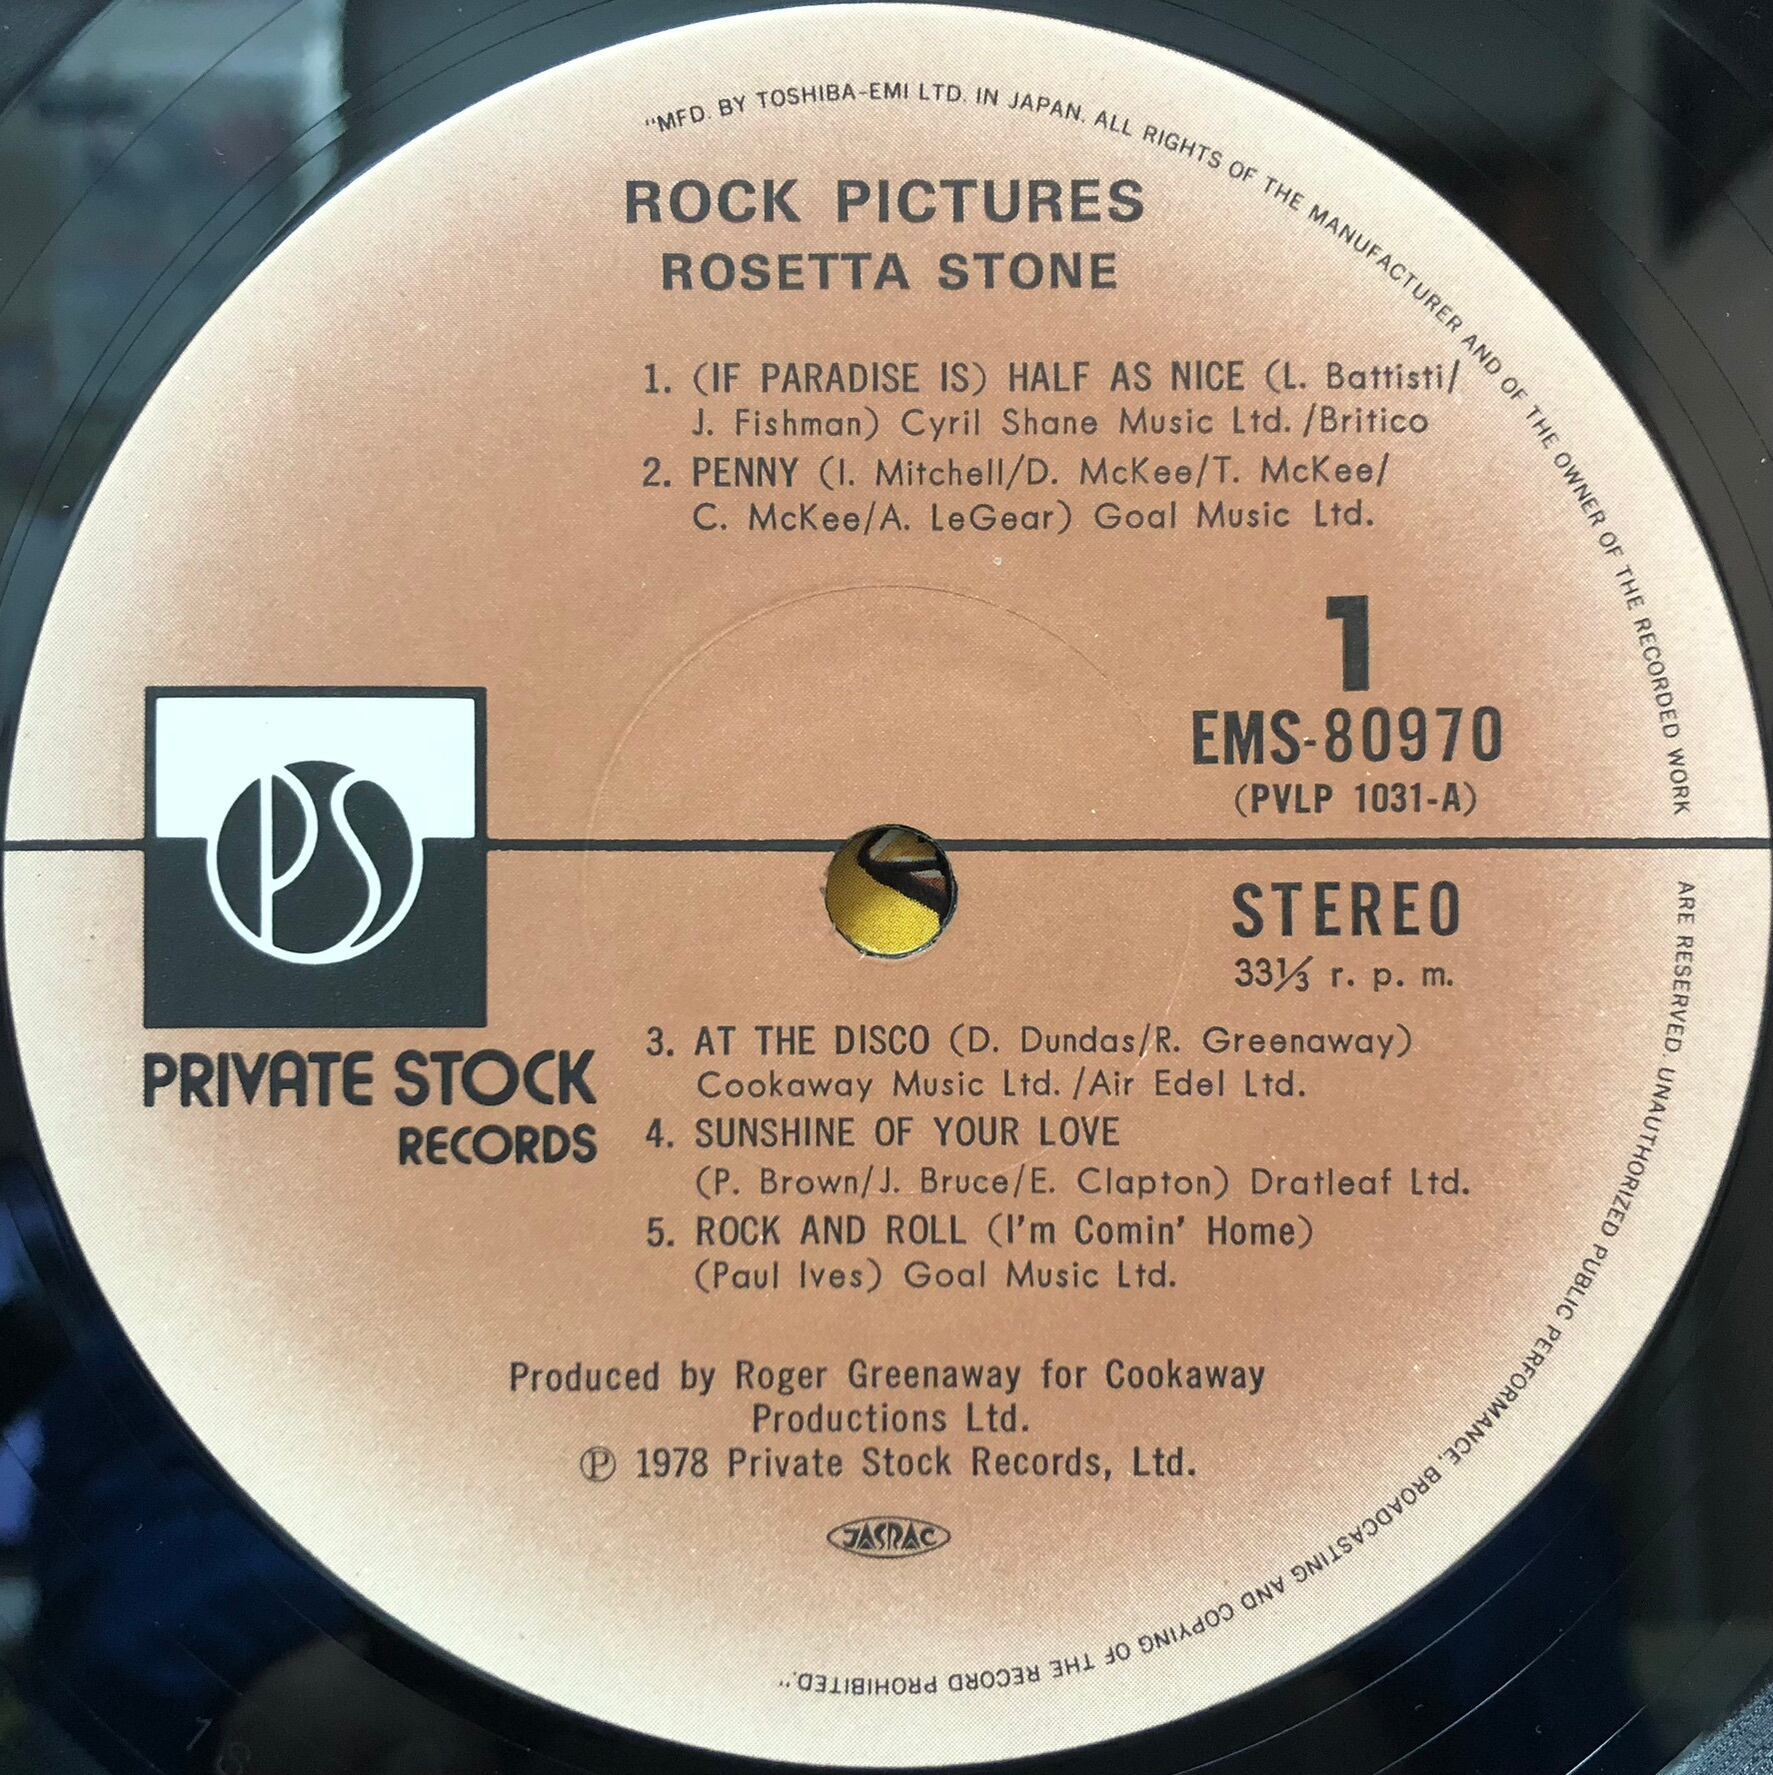 "MFD. BY TOSHIBA-EMI LTD. IN JAPAN. ALL RIGHTS OF THE MANUFACTURER AND OF THE OWNER OF THE RECORDED WORK ARE RESERVED. UNAUTHORIZED PUBLIC PERFORMANCE, BROADCASTING AND COPYING OF THE RECORD PROHIBITED."
ROCK PICTURES
ROSETTA STONE
1. (IF PARADISE IS) HALF AS NICE (L. Battisti/
J. Fishman) Cyril Shane Music Ltd. /Britico
2. PENNY (I. Mitchell/D. McKee/T. McKee/
C. McKee/A. LeGear) Goal Music Ltd.
1
EMS-80970
(PVLP 1031-A)
PS
PRIVATE STOCK
RECORDS
STEREO
33⅓ r. p. m.
3. AT THE DISCO (D. Dundas/R. Greenaway)
Cookaway Music Ltd. /Air Edel Ltd.
4. SUNSHINE OF YOUR LOVE
(P. Brown/J. Bruce/E. Clapton) Dratleaf Ltd.
5. ROCK AND ROLL (I'm Comin' Home)
(Paul Ives) Goal Music Ltd.
Produced by Roger Greenaway for Cookaway
Productions Ltd.
Ⓟ 1978 Private Stock Records, Ltd.
JASRAC